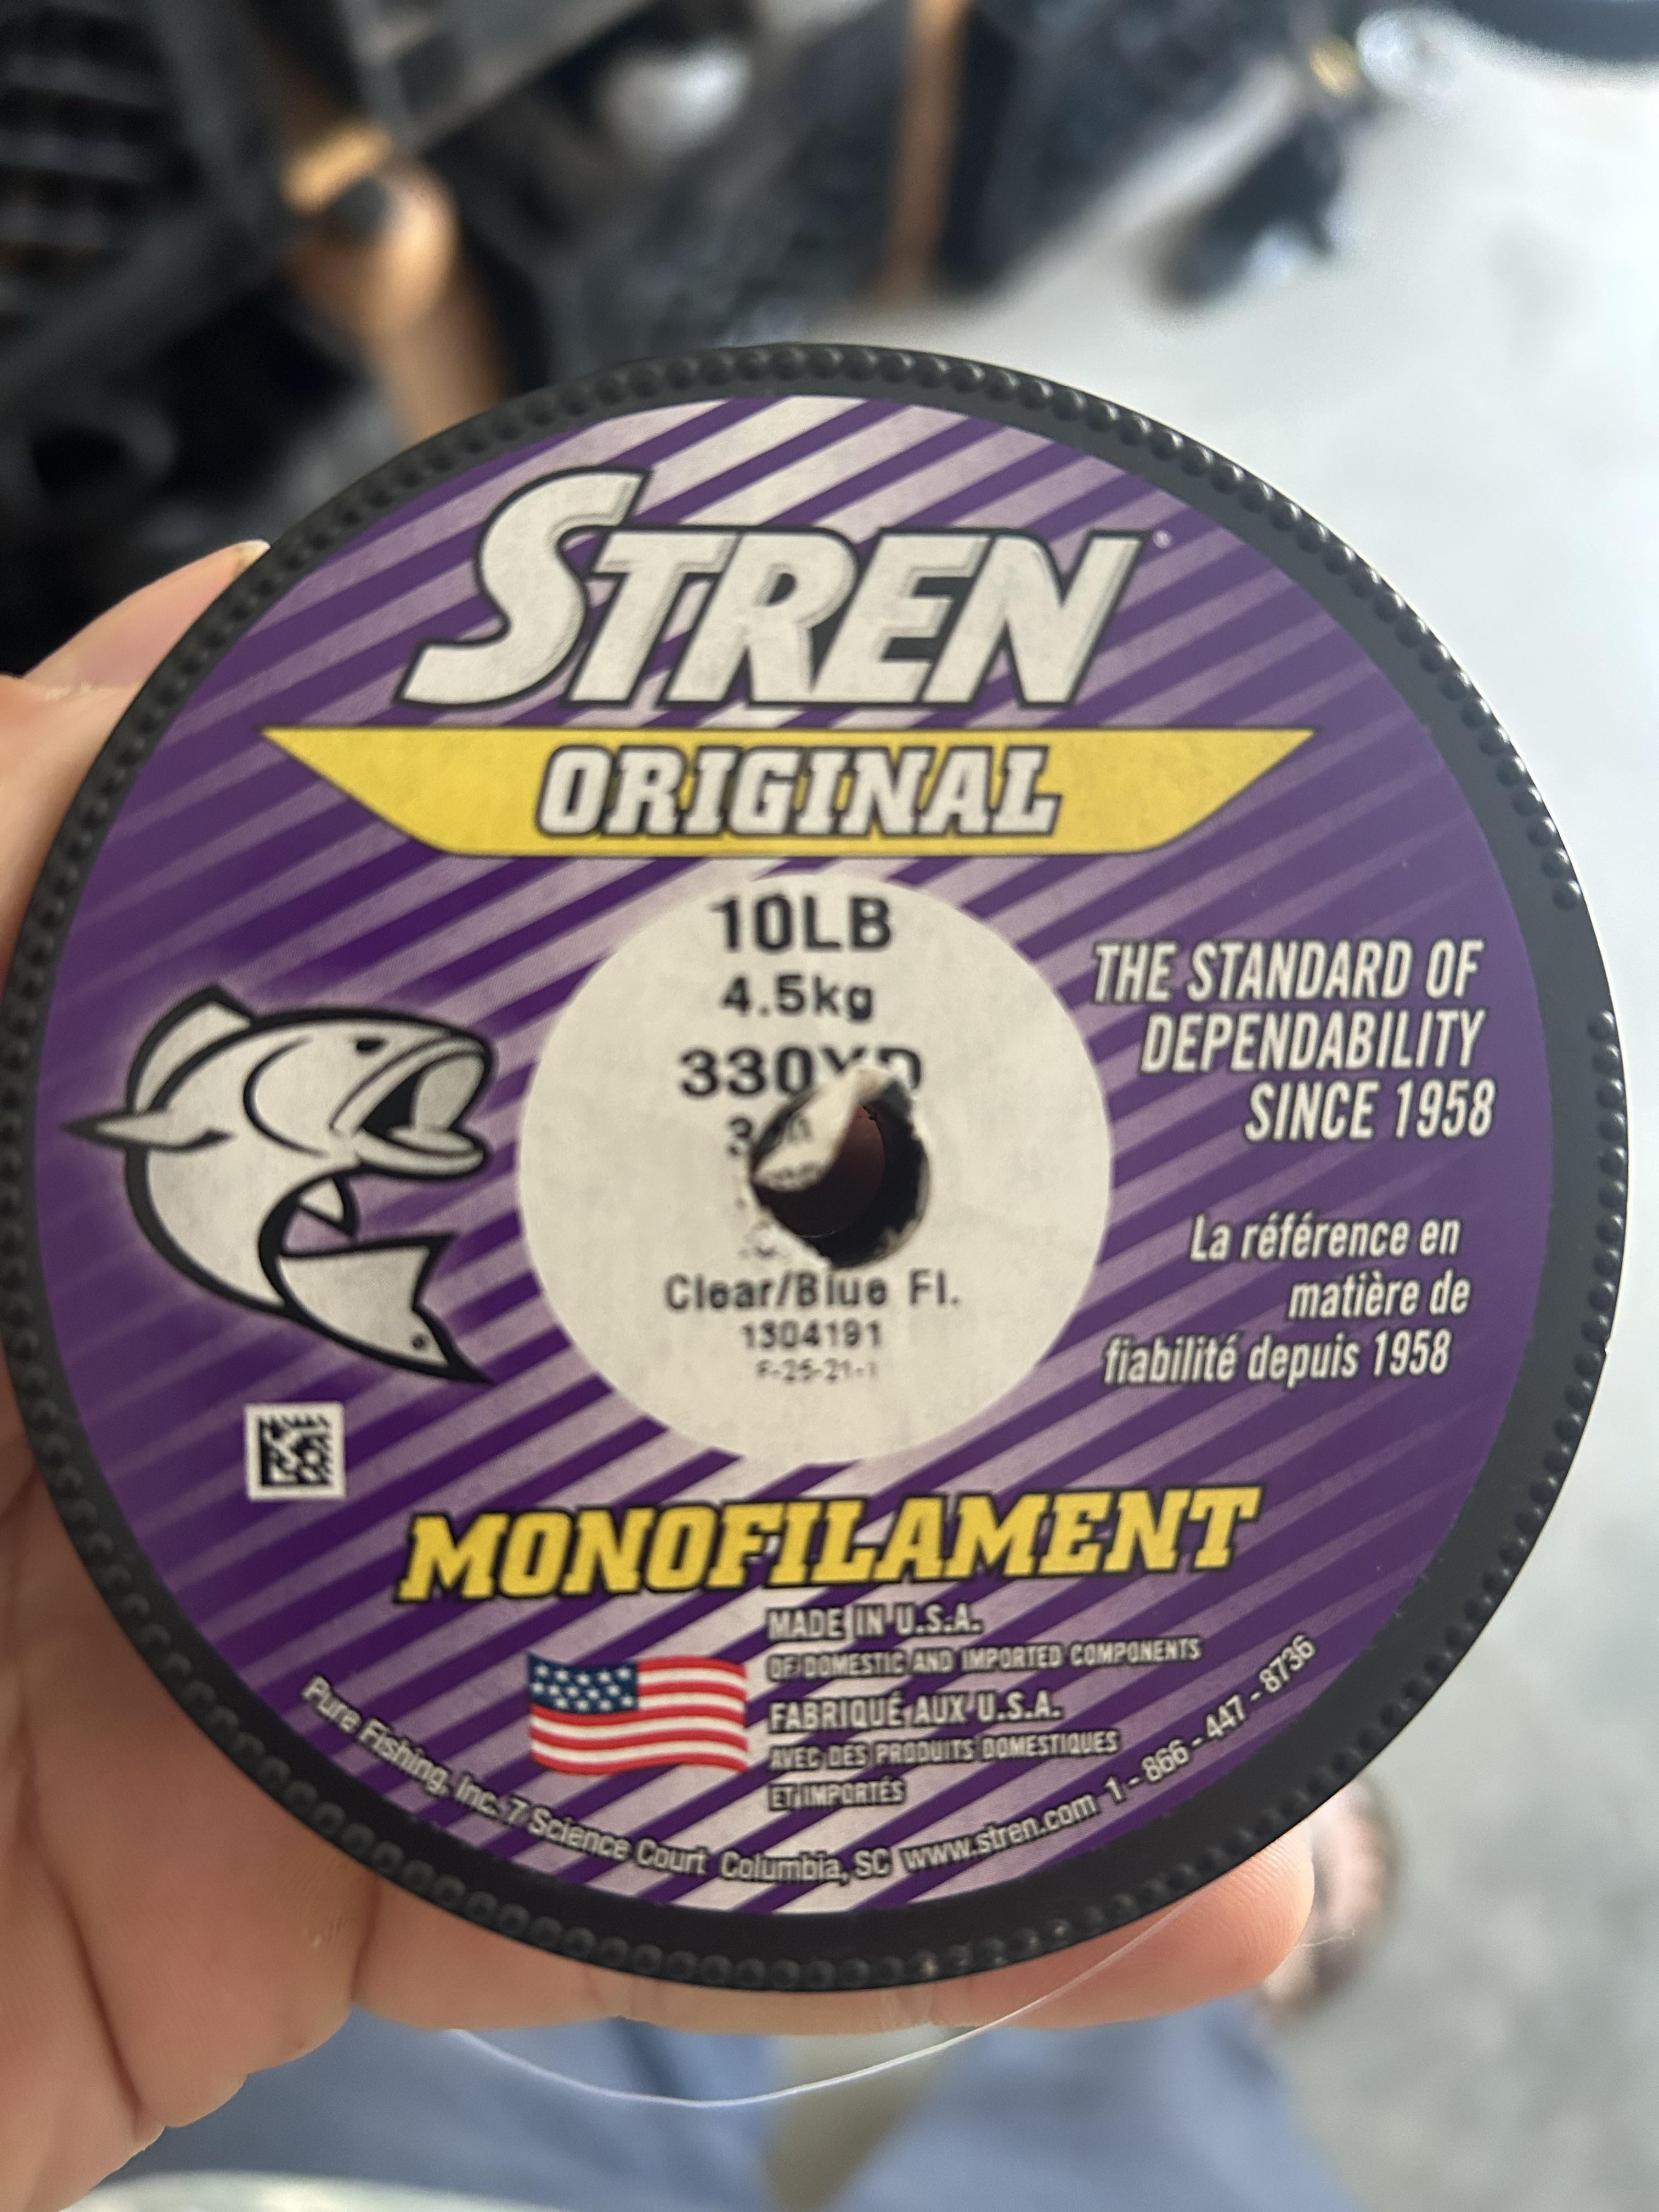 STREN
ORIGINAL
10LB
4.5kg
330YD
Clear/Blue Fl.
1304191
THE STANDARD OF
DEPENDABILITY
SINCE 1958
La référence en
matière de
fiabilité depuis 1958
MONOFILAMENT
MADE IN U.S.A.
OF DOMESTIC AND IMPORTED COMPONENTS
FABRIQUÉ AUX U.S.A.
AVEC DES PRODUITS DOMESTIQUES
ET IMPORTÉS
Pure Fishing, Inc. 7 Science Court Columbia, SC www.stren.com 1-866-447-8736